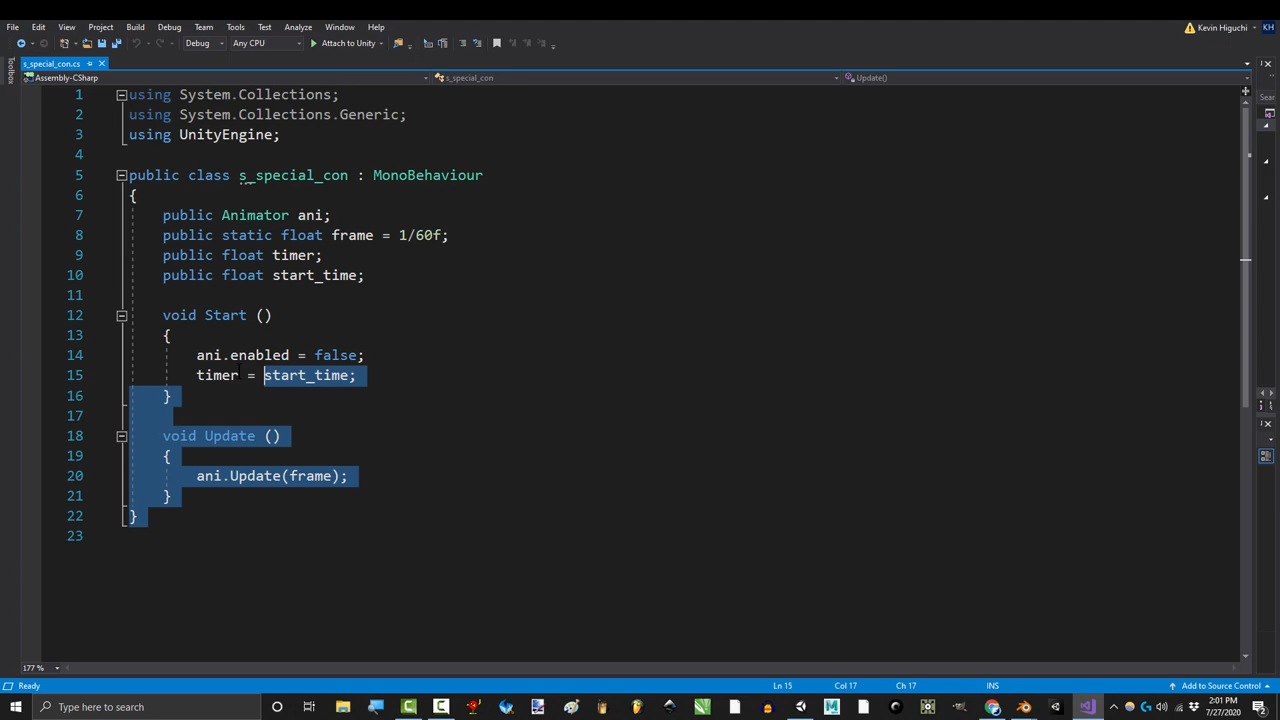 File Edit View Project Build Debug Team Tools Test Analyze Window Help Kevin Higuchi KH
Debug Any CPU Attach to Unity
s_special_con.cs
Toolbox
Assembly-CSharp s_special_con Update()
Sear
1 using System.Collections;
2 using System.Collections.Generic;
3 using UnityEngine;
4
5 public class s_special_con : MonoBehaviour
6 {
7 public Animator ani;
8 public static float frame = 1/60f;
9 public float timer;
10 public float start_time;
11
12 void Start ()
13 {
14 ani.enabled = false;
15 timer = start_time;
16 }
17
18 void Update ()
19 {
20 ani.Update(frame);
21 }
22 }
23
177 %
Ready Ln 15 Col 17 Ch 17 INS Add to Source Control
Type here to search
2:01 PM
7/27/2020
2